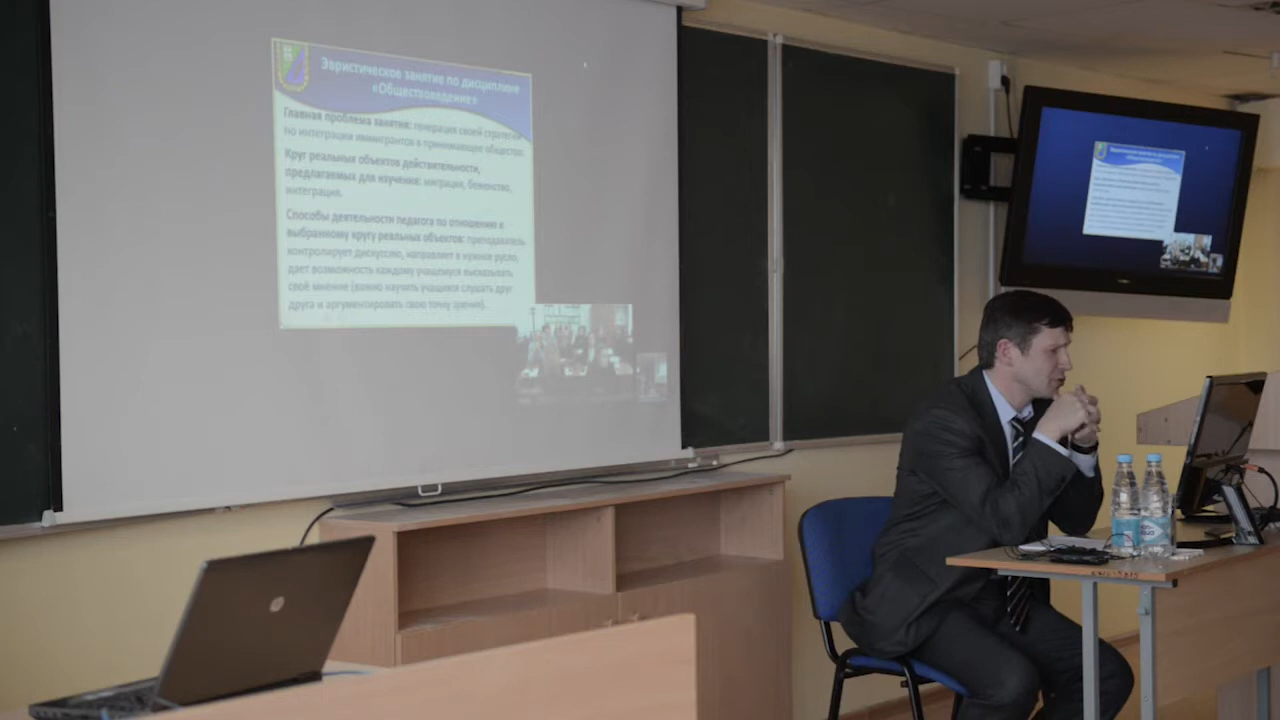 Эвристическое занятие по дисциплине
«Обществоведение»
Главная проблема занятия: генерация своей стратегии
по интеграции иммигрантов в принимающее общество.
Круг реальных объектов действительности,
предлагаемых для изучения: миграция, беженство,
интеграция.
Способы деятельности педагога по отношению к
выбранному кругу реальных объектов: преподаватель
контролирует дискуссию, направляет в нужное русло,
дает возможность каждому учащемуся высказывать
своё мнение (важно научить учащихся слушать друг
друга и аргументировать свою точку зрения).